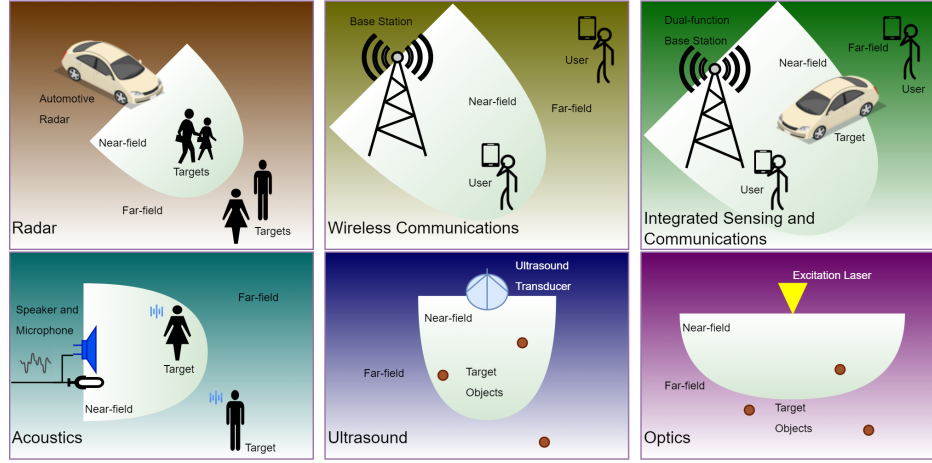 Automotive
Radar
Near-field
Targets
Far-field
Targets
Radar
Base Station
User
Near-field
Far-field
User
Wireless Communications
Dual-function
Base Station
Near-field
Far-field
User
Target
User
Integrated Sensing and
Communications
Speaker and
Microphone
Far-field
Target
Near-field
Target
Acoustics
Ultrasound
Transducer
Near-field
Far-field
Target
Objects
Ultrasound
Excitation Laser
Near-field
Far-field
Target
Objects
Optics